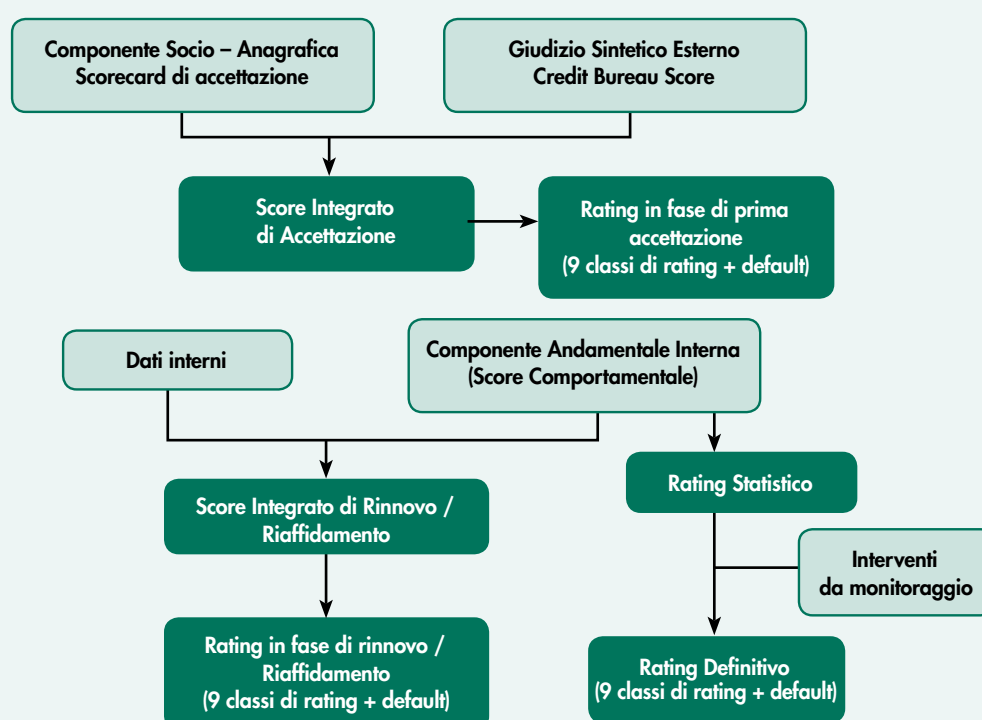 Componente Socio – Anagrafica
Scorecard di accettazione
Giudizio Sintetico Esterno
Credit Bureau Score
Score Integrato
di Accettazione
Rating in fase di prima
accettazione
(9 classi di rating + default)
Dati interni
Componente Andamentale Interna
(Score Comportamentale)
Score Integrato di Rinnovo /
Riaffidamento
Rating Statistico
Interventi
da monitoraggio
Rating in fase di rinnovo /
Riaffidamento
(9 classi di rating + default)
Rating Definitivo
(9 classi di rating + default)